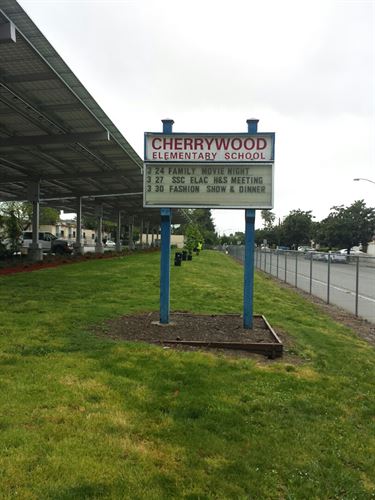 CHERRYWOOD
ELEMENTARY SCHOOL
3 24 FAMILY MOVIE NIGHT
3 27 SSC ELAC H&S MEETING
3 30 FASHION SHOW & DINNER